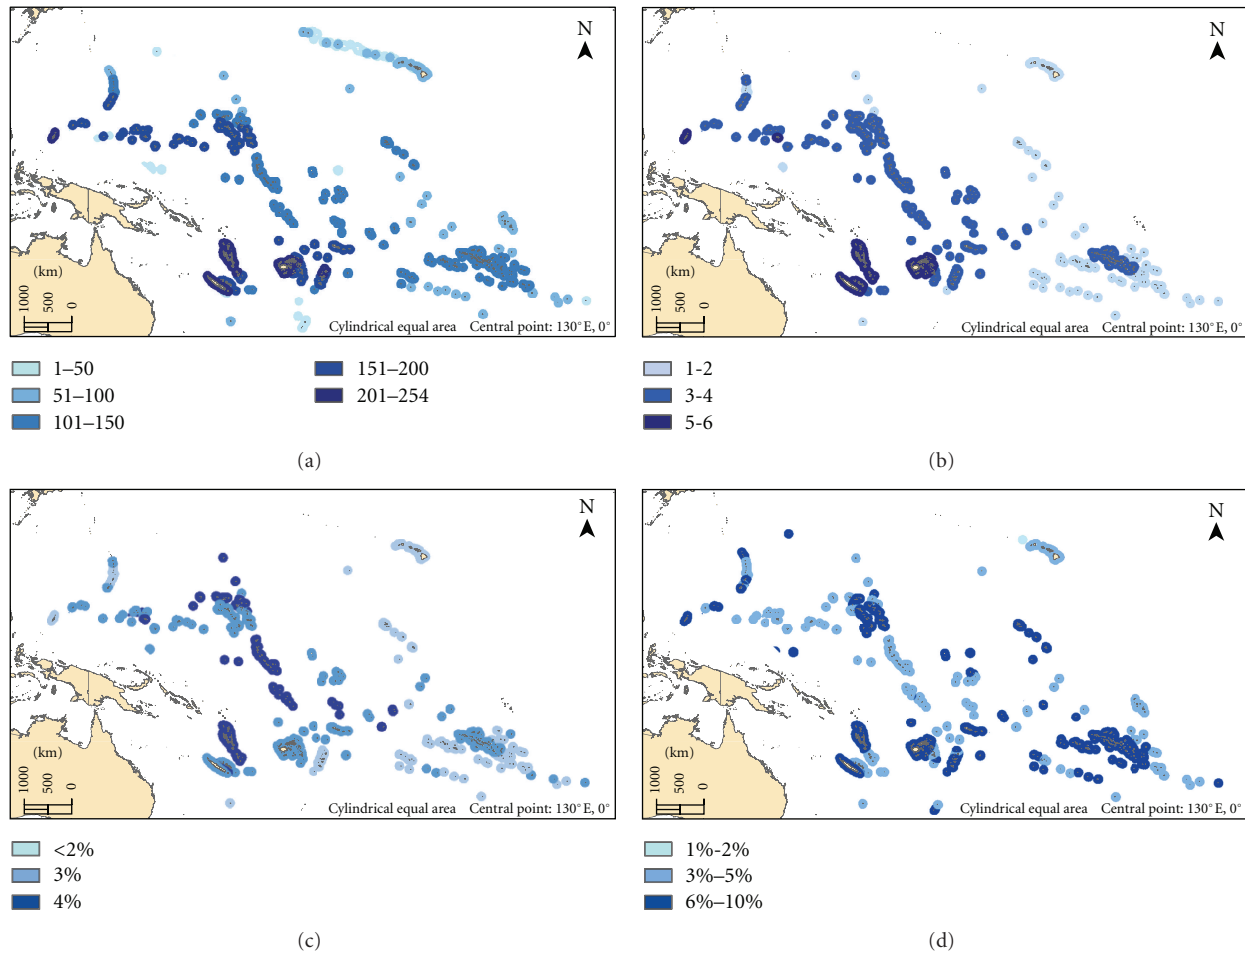 N
(km)
1000
500
0
Cylindrical equal area Central point: 130°E, 0°
1–50
51–100
101–150
151–200
201–254
(a)
N
(km)
1000
500
0
Cylindrical equal area Central point: 130°E, 0°
1-2
3-4
5-6
(b)
N
(km)
1000
500
0
Cylindrical equal area Central point: 130°E, 0°
<2%
3%
4%
(c)
N
(km)
1000
500
0
Cylindrical equal area Central point: 130°E, 0°
1%-2%
3%–5%
6%–10%
(d)